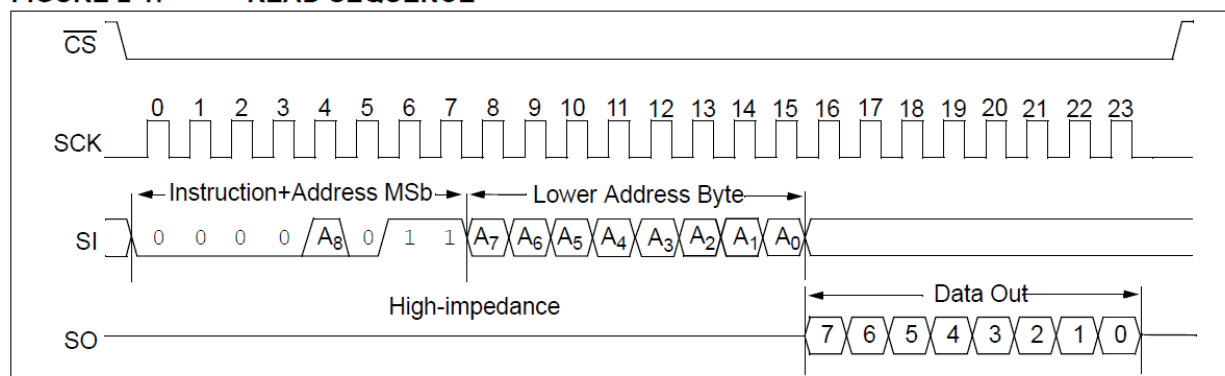 CS
0 1 2 3 4 5 6 7 8 9 10 11 12 13 14 15 16 17 18 19 20 21 22 23
SCK
Instruction+Address MSb Lower Address Byte
SI 0 0 0 0 A8 0 1 1 A7 A6 A5 A4 A3 A2 A1 A0
High-impedance Data Out
SO 7 6 5 4 3 2 1 0